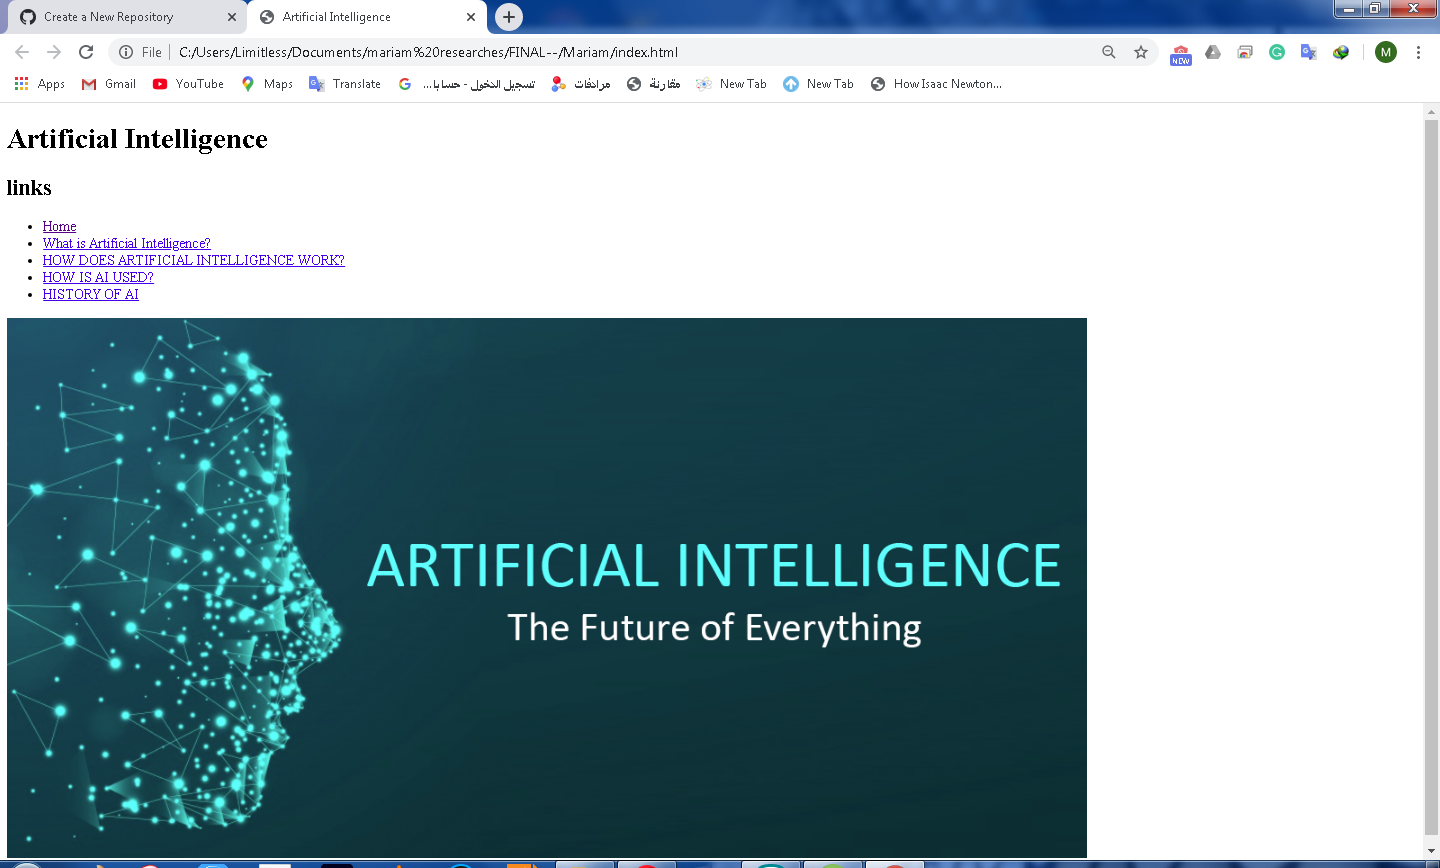 Create a New Repository
Artificial Intelligence
File
C:/Users/Limitless/Documents/mariam%20researches/FINAL--/Mariam/index.html
NEW
G
M
Apps
Gmail
YouTube
Maps
Translate
تسجيل الدخول - حسابا...
مرادفات
مقارنة
New Tab
New Tab
How Isaac Newton...
Artificial Intelligence
links
Home
What is Artificial Intelligence?
HOW DOES ARTIFICIAL INTELLIGENCE WORK?
HOW IS AI USED?
HISTORY OF AI
ARTIFICIAL INTELLIGENCE
The Future of Everything